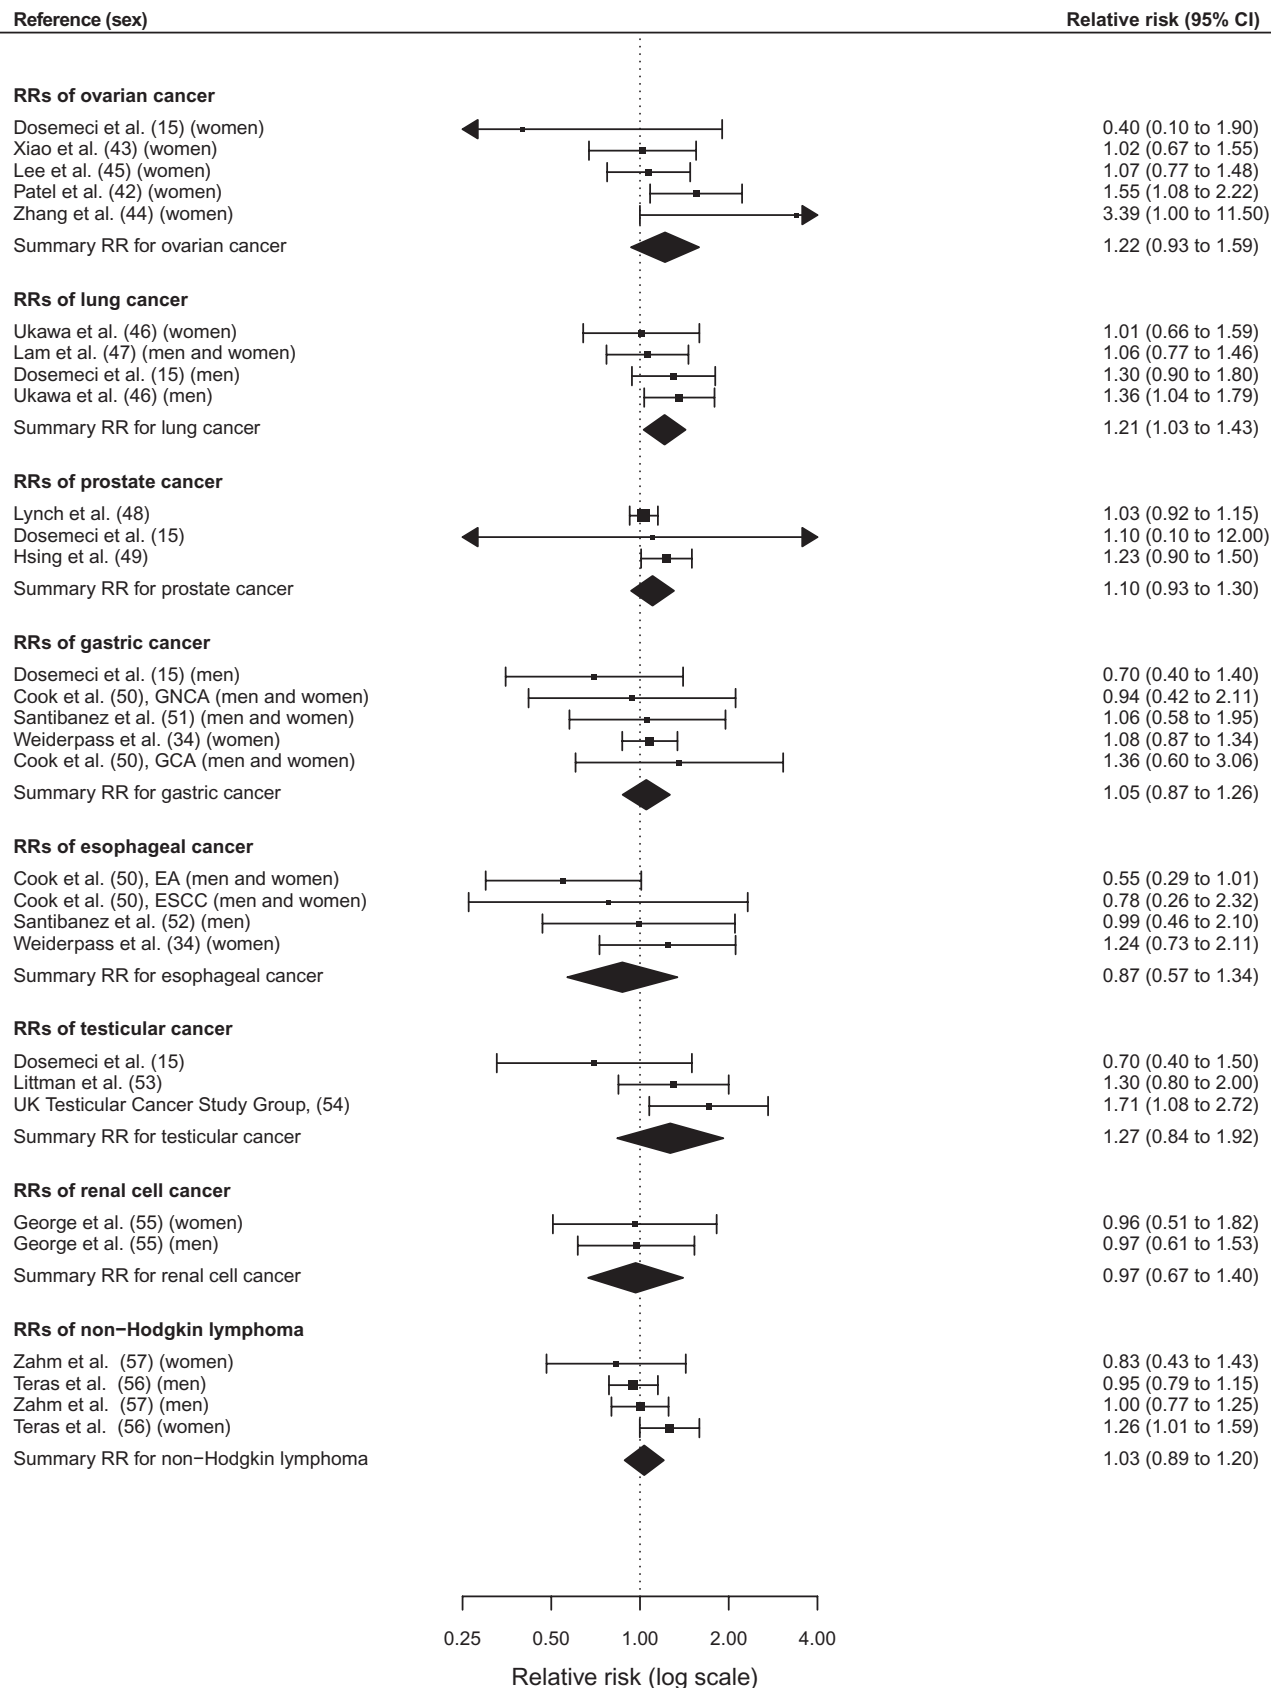 Reference (sex) Relative risk (95% CI)
RRs of ovarian cancer
Dosemeci et al. (15) (women) 0.40 (0.10 to 1.90)
Xiao et al. (43) (women) 1.02 (0.67 to 1.55)
Lee et al. (45) (women) 1.07 (0.77 to 1.48)
Patel et al. (42) (women) 1.55 (1.08 to 2.22)
Zhang et al. (44) (women) 3.39 (1.00 to 11.50)
Summary RR for ovarian cancer 1.22 (0.93 to 1.59)
RRs of lung cancer
Ukawa et al. (46) (women) 1.01 (0.66 to 1.59)
Lam et al. (47) (men and women) 1.06 (0.77 to 1.46)
Dosemeci et al. (15) (men) 1.30 (0.90 to 1.80)
Ukawa et al. (46) (men) 1.36 (1.04 to 1.79)
Summary RR for lung cancer 1.21 (1.03 to 1.43)
RRs of prostate cancer
Lynch et al. (48) 1.03 (0.92 to 1.15)
Dosemeci et al. (15) 1.10 (0.10 to 12.00)
Hsing et al. (49) 1.23 (0.90 to 1.50)
Summary RR for prostate cancer 1.10 (0.93 to 1.30)
RRs of gastric cancer
Dosemeci et al. (15) (men) 0.70 (0.40 to 1.40)
Cook et al. (50), GNCA (men and women) 0.94 (0.42 to 2.11)
Santibanez et al. (51) (men and women) 1.06 (0.58 to 1.95)
Weiderpass et al. (34) (women) 1.08 (0.87 to 1.34)
Cook et al. (50), GCA (men and women) 1.36 (0.60 to 3.06)
Summary RR for gastric cancer 1.05 (0.87 to 1.26)
RRs of esophageal cancer
Cook et al. (50), EA (men and women) 0.55 (0.29 to 1.01)
Cook et al. (50), ESCC (men and women) 0.78 (0.26 to 2.32)
Santibanez et al. (52) (men) 0.99 (0.46 to 2.10)
Weiderpass et al. (34) (women) 1.24 (0.73 to 2.11)
Summary RR for esophageal cancer 0.87 (0.57 to 1.34)
RRs of testicular cancer
Dosemeci et al. (15) 0.70 (0.40 to 1.50)
Littman et al. (53) 1.30 (0.80 to 2.00)
UK Testicular Cancer Study Group, (54) 1.71 (1.08 to 2.72)
Summary RR for testicular cancer 1.27 (0.84 to 1.92)
RRs of renal cell cancer
George et al. (55) (women) 0.96 (0.51 to 1.82)
George et al. (55) (men) 0.97 (0.61 to 1.53)
Summary RR for renal cell cancer 0.97 (0.67 to 1.40)
RRs of non−Hodgkin lymphoma
Zahm et al. (57) (women) 0.83 (0.43 to 1.43)
Teras et al. (56) (men) 0.95 (0.79 to 1.15)
Zahm et al. (57) (men) 1.00 (0.77 to 1.25)
Teras et al. (56) (women) 1.26 (1.01 to 1.59)
Summary RR for non−Hodgkin lymphoma 1.03 (0.89 to 1.20)
0.25 0.50 1.00 2.00 4.00
Relative risk (log scale)